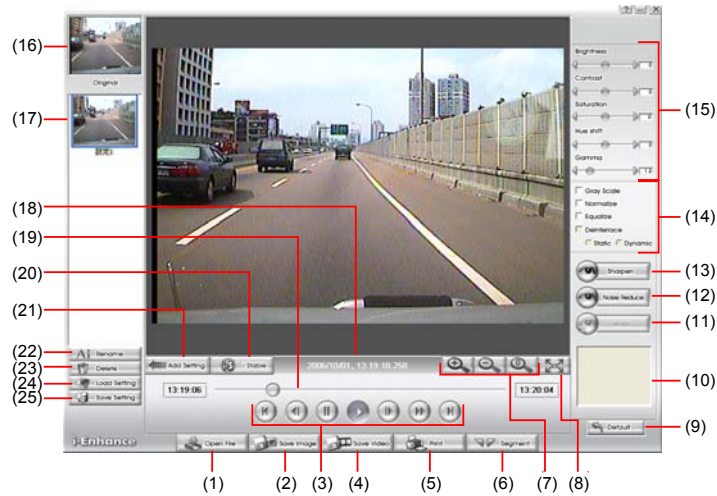 (16)
Original
(17)
Brightness
Contrast
Saturation
Hue shift
Gamma
(15)
Gray Scale
Normalize
Equalize
Deinterlace
Static Dynamic
(14)
(18)
(19)
(20)
(21)
Sharpen
(13)
Noise Reduce
(12)
(11)
(22) Rename
(23) Delete
(24) Load Setting
(25) Save Setting
Add Setting
Stable
2006/10/01, 13:19:18.258
13:19:06
13:20:04
(10)
Default
(9)
i-Enhance
Open File
Save Image
Save Video
Print
Segment
(1) (2) (3) (4) (5) (6) (7) (8)